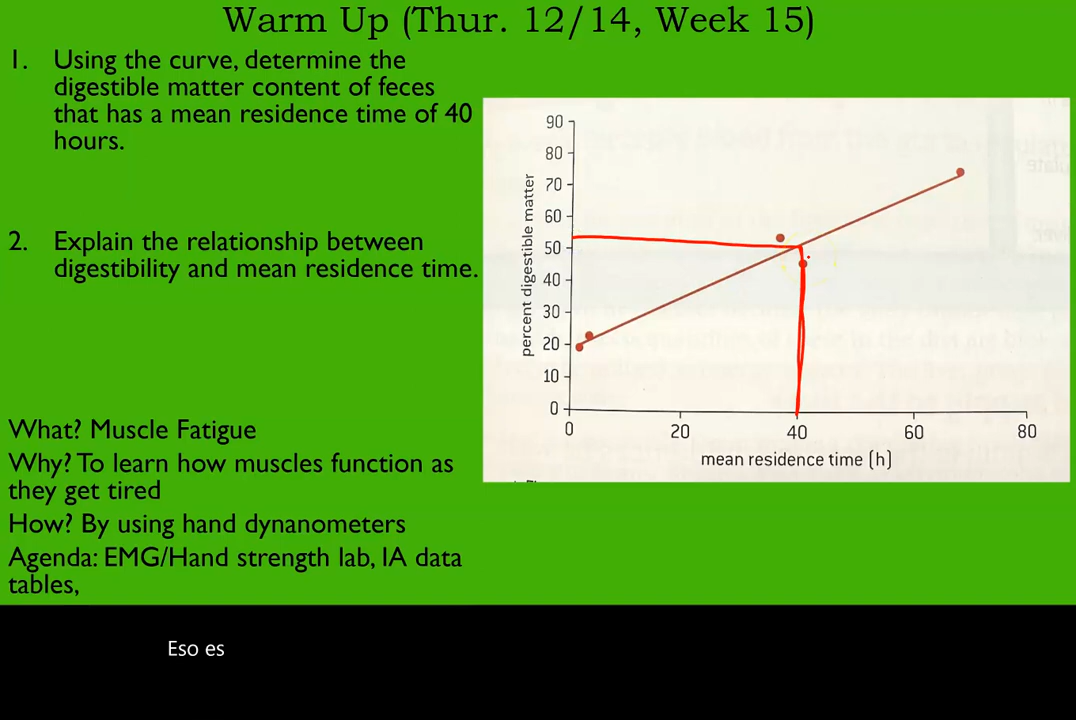 Warm Up (Thur. 12/14, Week 15)
1. Using the curve, determine the
digestible matter content of feces
that has a mean residence time of 40
hours.
2. Explain the relationship between
digestibility and mean residence time.
What? Muscle Fatigue
Why? To learn how muscles function as
they get tired
How? By using hand dynanometers
Agenda: EMG/Hand strength lab, IA data
tables,
percent digestible matter
90
80
70
60
50
40
30
20
10
0
0 20 40 60 80
mean residence time (h)
Eso es